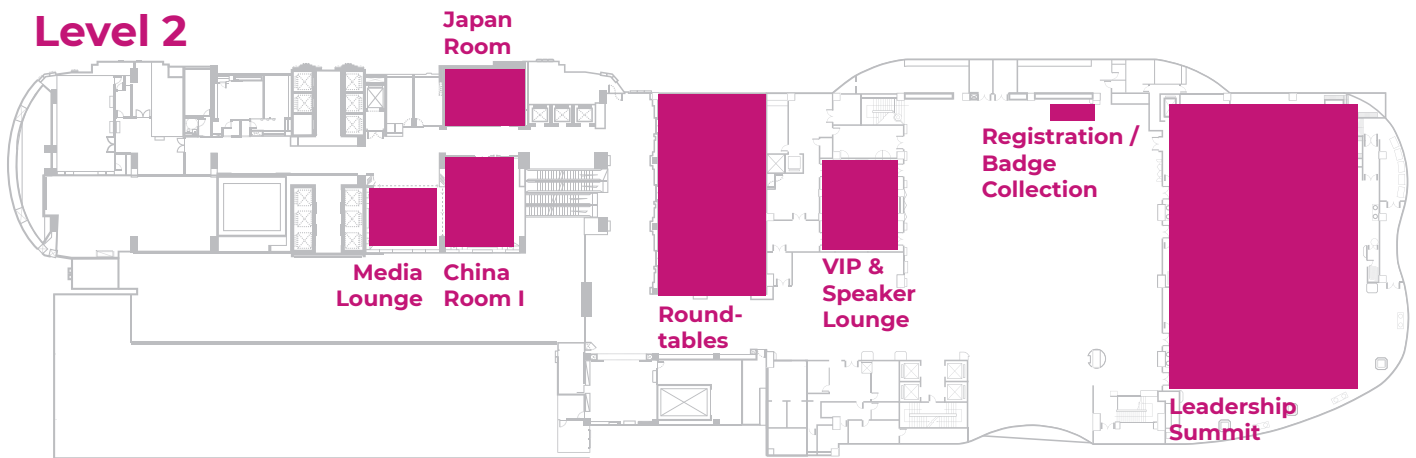 Level 2
Japan
Room
Registration /
Badge
Collection
Media
Lounge
China
Room I
VIP &
Speaker
Lounge
Round-
tables
Leadership
Summit